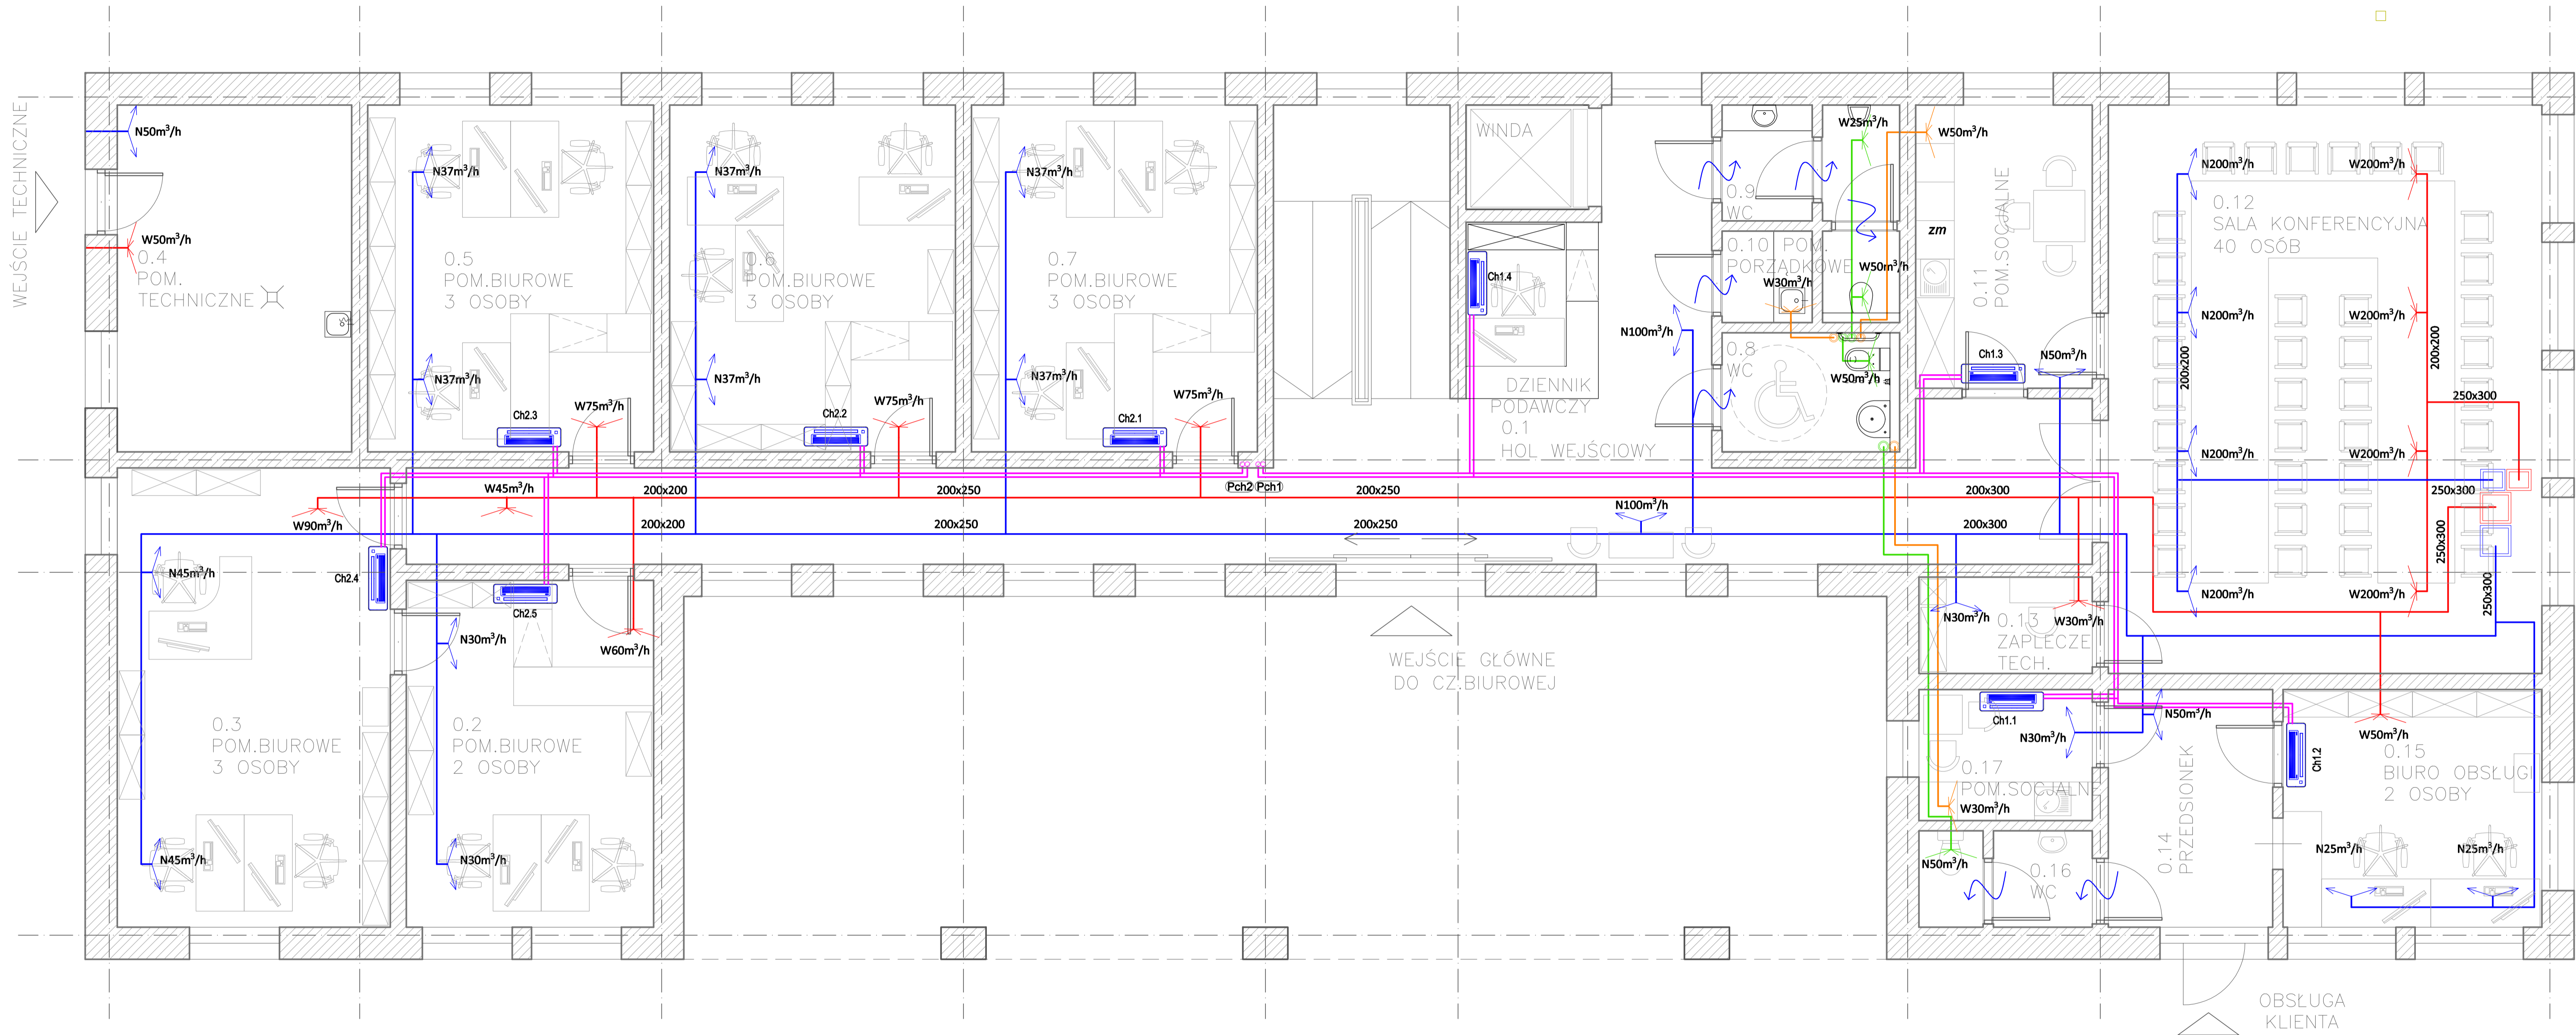 WEJŚCIE TECHNICZNE
N50m³/h
W50m³/h
0.4
POM.
TECHNICZNE
N37m³/h
0.5
POM.BIUROWE
3 OSOBY
N37m³/h
Ch2.3
W75m³/h
N37m³/h
0.6
POM.BIUROWE
3 OSOBY
N37m³/h
Ch2.2
W75m³/h
N37m³/h
0.7
POM.BIUROWE
3 OSOBY
N37m³/h
Ch2.1
W75m³/h
WINDA
Ch1.4
DZIENNIK
PODAWCZY
0.1
HOL WEJŚCIOWY
N100m³/h
0.9
WC
W25m³/h
W50m³/h
0.10 POM.
PORZĄDKOWE
W50m³/h
W30m³/h
0.8
WC
W50m³/h
zm
0.11
POM.SOCJALNE
Ch1.3
N50m³/h
N200m³/h
W200m³/h
0.12
SALA KONFERENCYJNA
40 OSÓB
N200m³/h
W200m³/h
200x200
200x200
250x300
N200m³/h
W200m³/h
250x300
N200m³/h
W200m³/h
250x300
250x300
Pch2
Pch1
W90m³/h
W45m³/h
200x200
200x250
200x250
200x300
200x200
200x250
200x250
200x300
N100m³/h
Ch2.4
N45m³/h
Ch2.5
N30m³/h
W60m³/h
0.3
POM.BIUROWE
3 OSOBY
0.2
POM.BIUROWE
2 OSOBY
N45m³/h
N30m³/h
WEJŚCIE GŁÓWNE
DO CZ.BIUROWEJ
N30m³/h
W30m³/h
0.13
ZAPLECZE
TECH.
Ch1.1
N30m³/h
N50m³/h
0.17
POM.SOCJALNE
W30m³/h
N50m³/h
0.16
WC
0.14
PRZEDSIONEK
Ch1.2
W50m³/h
0.15
BIURO OBSŁUGI
2 OSOBY
N25m³/h
N25m³/h
OBSŁUGA
KLIENTA